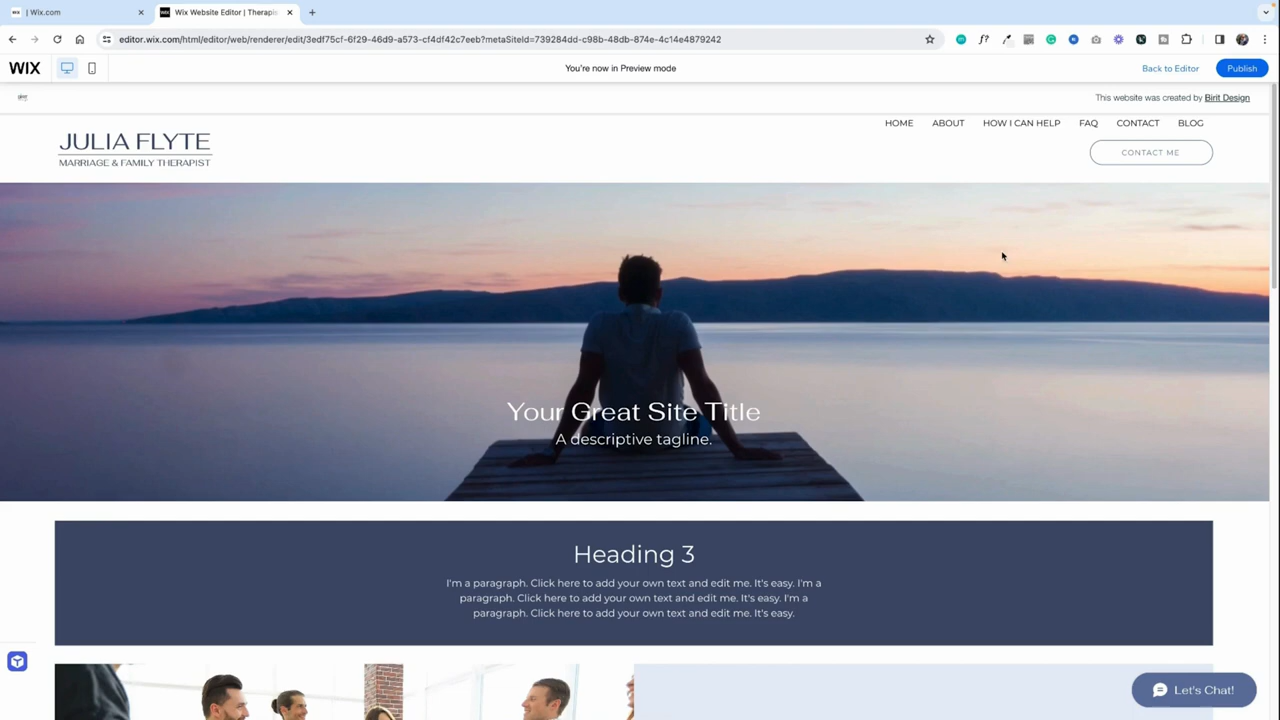 | Wix.com
Wix Website Editor | Therapis
editor.wix.com/html/editor/web/renderer/edit/3edf75cf-6f29-46d9-a573-cf4df42c7eeb?metaSiteId=739284dd-c98b-48db-874e-4c14e4879242
WIX
You're now in Preview mode
Back to Editor
Publish
This website was created by Birit Design
JULIA FLYTE
MARRIAGE & FAMILY THERAPIST
HOME ABOUT HOW I CAN HELP FAQ CONTACT BLOG
CONTACT ME
Your Great Site Title
A descriptive tagline.
Heading 3
I'm a paragraph. Click here to add your own text and edit me. It's easy. I'm a
paragraph. Click here to add your own text and edit me. It's easy. I'm a
paragraph. Click here to add your own text and edit me. It's easy.
Let's Chat!